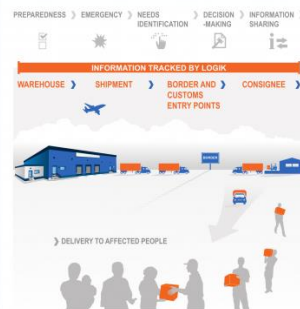 PREPAREDNESS ❯ EMERGENCY ❯ NEEDS IDENTIFICATION ❯ DECISION -MAKING ❯ INFORMATION SHARING
INFORMATION TRACKED BY LOGIK
WAREHOUSE ❯ SHIPMENT ❯ BORDER AND CUSTOMS ENTRY POINTS ❯ CONSIGNEE ❯
BORDER
❯ DELIVERY TO AFFECTED PEOPLE